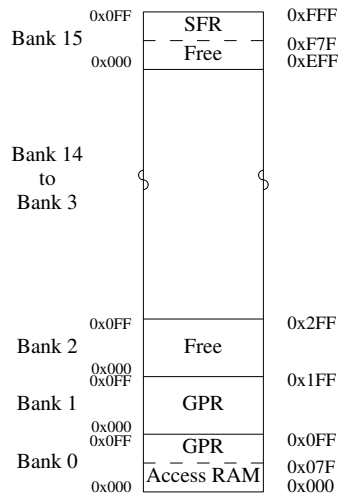 0x0FF SFR 0xFFF
Bank 15 0xF7F
0x000 Free 0xEFF
Bank 14
to
Bank 3
0x0FF 0x2FF
Bank 2 Free
0x000
0x0FF 0x1FF
Bank 1 GPR
0x000
0x0FF GPR 0x0FF
Bank 0 0x07F
Access RAM
0x000 0x000